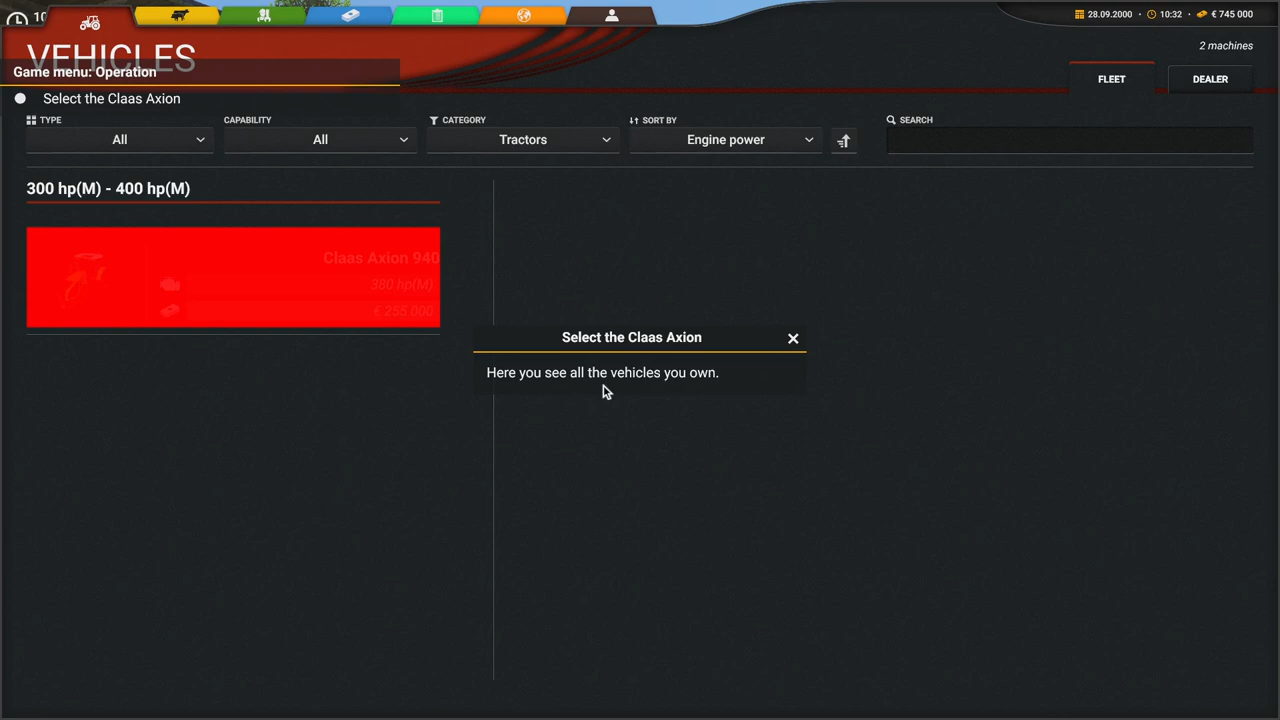 10
28.09.2000 • 10:32 • € 745 000
VEHICLES
2 machines
Game menu: Operation
FLEET
DEALER
Select the Claas Axion
TYPE
CAPABILITY
CATEGORY
SORT BY
SEARCH
All
All
Tractors
Engine power
300 hp(M) - 400 hp(M)
Claas Axion 940
380 hp(M)
€ 255 000
Select the Claas Axion
Here you see all the vehicles you own.